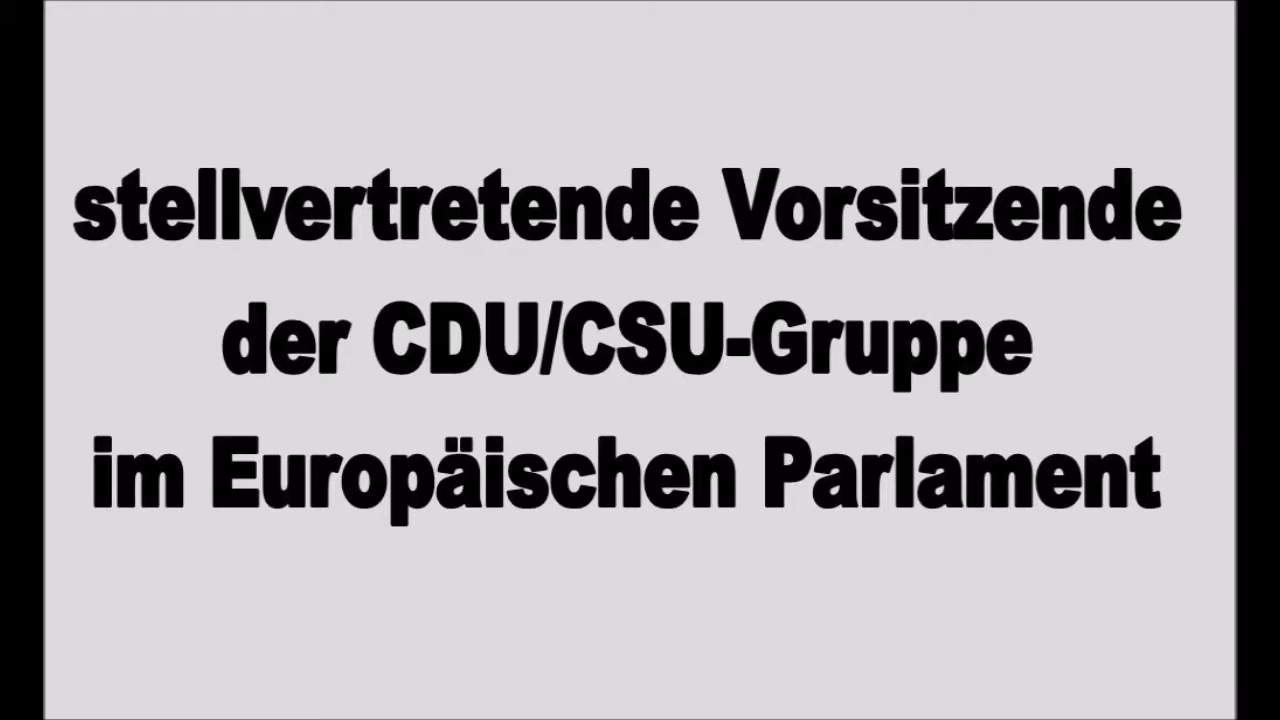 stellvertretende Vorsitzende
der CDU/CSU-Gruppe
im Europäischen Parlament